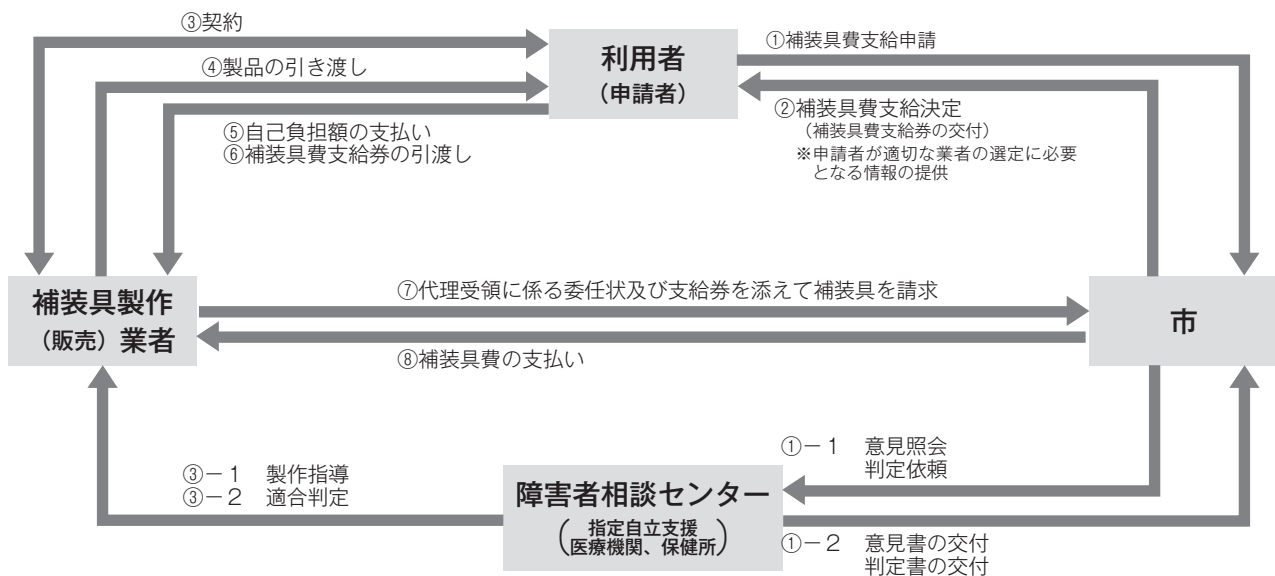 ③契約
④製品の引き渡し
利用者
（申請者）
①補装具費支給申請
②補装具費支給決定
（補装具費支給券の交付）
※申請者が適切な業者の選定に必要
となる情報の提供
⑤自己負担額の支払い
⑥補装具費支給券の引渡し
補装具製作
（販売）業者
⑦代理受領に係る委任状及び支給券を添えて補装具を請求
市
⑧補装具費の支払い
①－１　意見照会
判定依頼
③－１　製作指導
③－２　適合判定
障害者相談センター
（指定自立支援
医療機関、保健所）
①－２　意見書の交付
判定書の交付